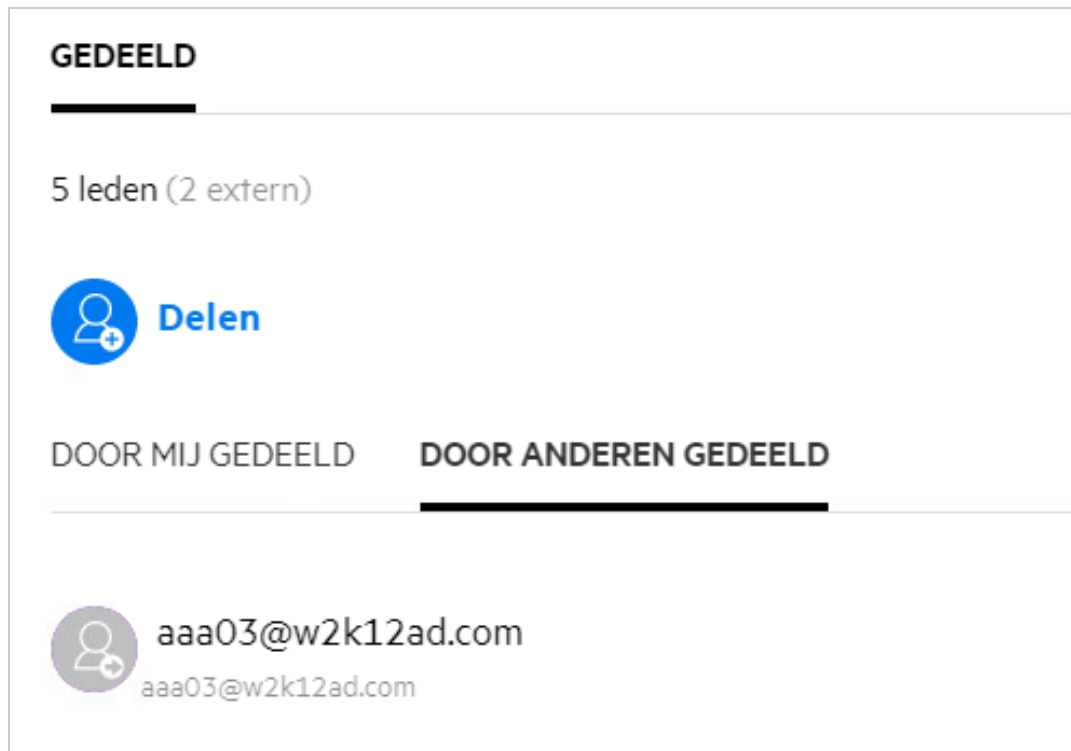 GEDEELD
5 leden (2 extern)
Delen
DOOR MIJ GEDEELD DOOR ANDEREN GEDEELD
aaa03@w2k12ad.com
aaa03@w2k12ad.com